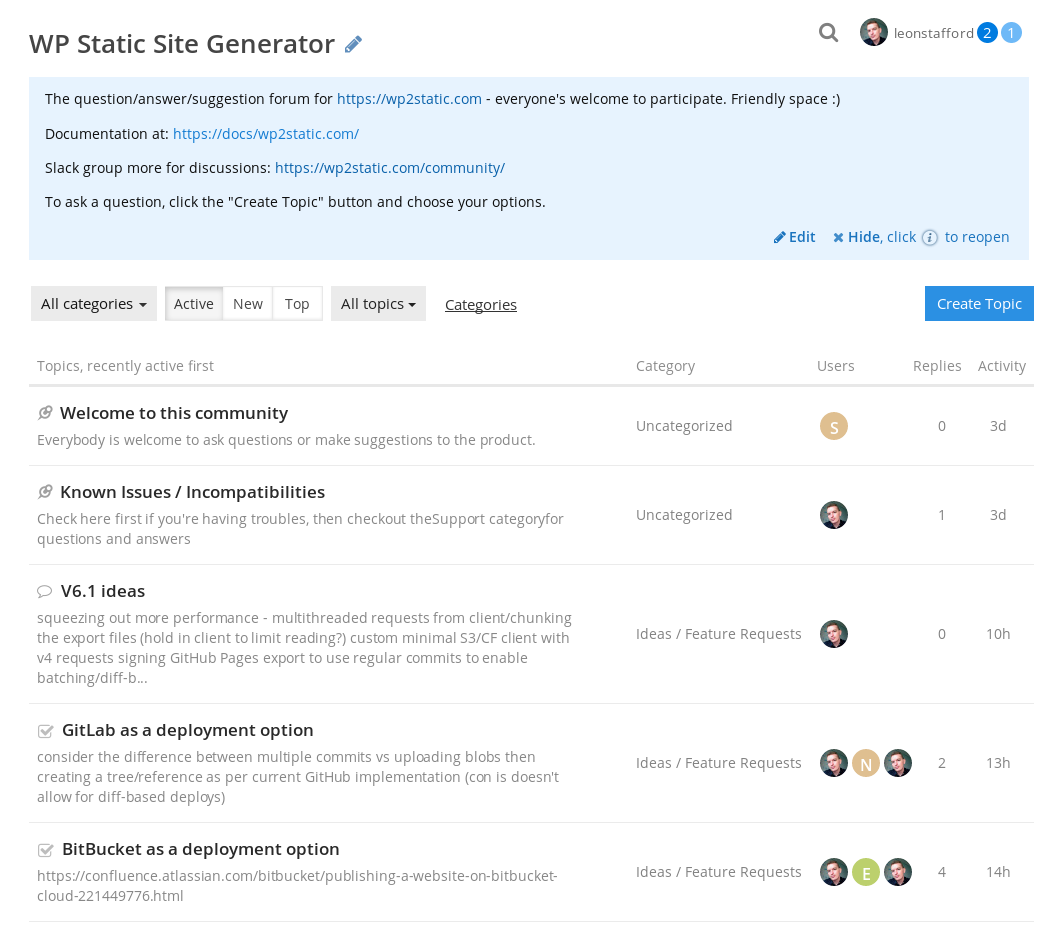 WP Static Site Generator
leonstafford 2 1
The question/answer/suggestion forum for https://wp2static.com - everyone's welcome to participate. Friendly space :)
Documentation at: https://docs/wp2static.com/
Slack group more for discussions: https://wp2static.com/community/
To ask a question, click the "Create Topic" button and choose your options.
Edit Hide, click i to reopen
All categories Active New Top All topics Categories Create Topic
Topics, recently active first Category Users Replies Activity
Welcome to this community
Everybody is welcome to ask questions or make suggestions to the product.
Uncategorized S 0 3d
Known Issues / Incompatibilities
Check here first if you're having troubles, then checkout theSupport categoryfor
questions and answers
Uncategorized 1 3d
V6.1 ideas
squeezing out more performance - multithreaded requests from client/chunking
the export files (hold in client to limit reading?) custom minimal S3/CF client with
v4 requests signing GitHub Pages export to use regular commits to enable
batching/diff-b...
Ideas / Feature Requests 0 10h
GitLab as a deployment option
consider the difference between multiple commits vs uploading blobs then
creating a tree/reference as per current GitHub implementation (con is doesn't
allow for diff-based deploys)
Ideas / Feature Requests N 2 13h
BitBucket as a deployment option
https://confluence.atlassian.com/bitbucket/publishing-a-website-on-bitbucket-
cloud-221449776.html
Ideas / Feature Requests E 4 14h